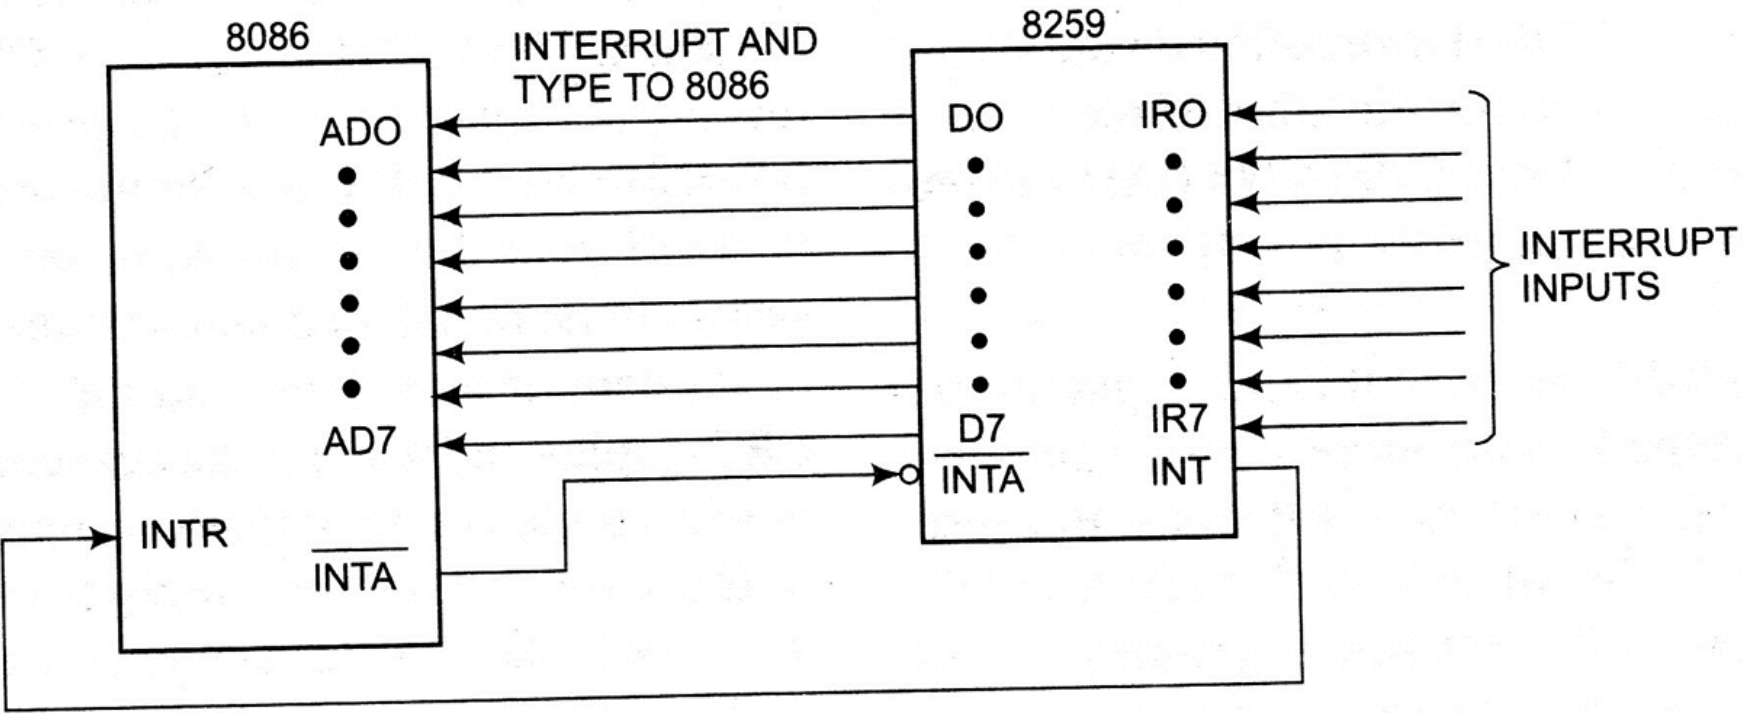 8086
INTERRUPT AND
TYPE TO 8086
8259
ADO
DO
IRO
INTERRUPT
INPUTS
AD7
D7
IR7
INTA
INT
INTR
INTA